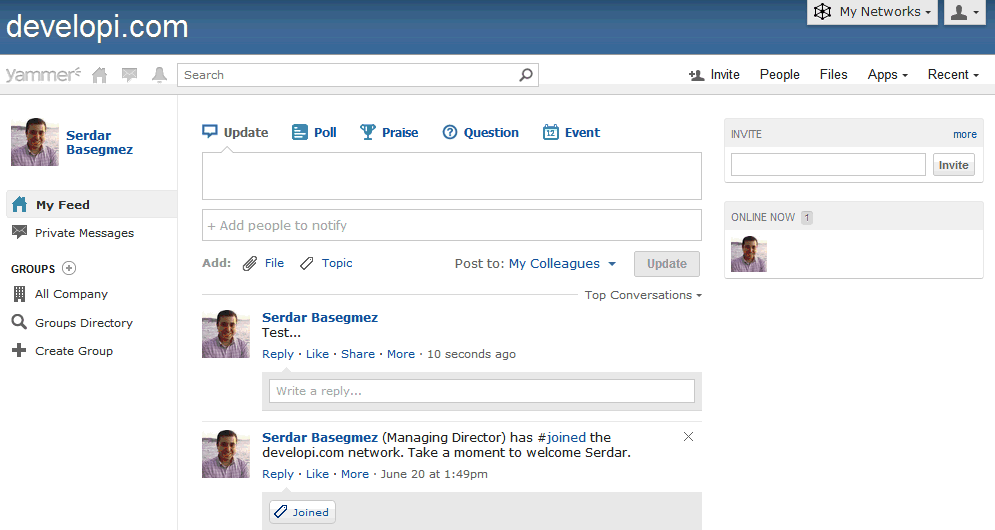 develpi.com
My Networks
yammer
Search
Invite
People
Files
Apps
Recent
Serdar
Basegmez
My Feed
Private Messages
GROUPS
All Company
Groups Directory
Create Group
Update
Poll
Praise
Question
12
Event
+ Add people to notify
Add:
File
Topic
Post to: My Colleagues
Update
Top Conversations
Serdar Basegmez
Test...
Reply · Like · Share · More · 10 seconds ago
Write a reply...
Serdar Basegmez (Managing Director) has #joined the
developi.com network. Take a moment to welcome Serdar.
Reply · Like · More · June 20 at 1:49pm
Joined
INVITE
more
Invite
ONLINE NOW 1